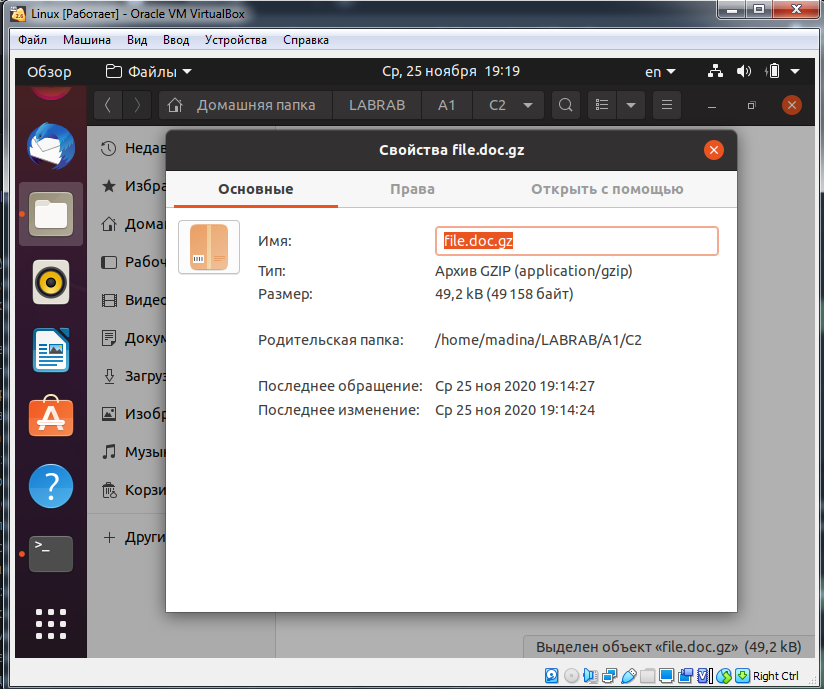 Linux [Работает] - Oracle VM VirtualBox
Файл Машина Вид Ввод Устройства Справка
Обзор Файлы Ср, 25 ноября 19:19 en
Домашняя папка LABRAB A1 C2
Свойства file.doc.gz
Основные Права Открыть с помощью
Недав
Избра
Домаш
Рабоч
Видео
Докум
Загруз
Изобр
Музык
Корзи
Други
Имя: file.doc.gz
Тип: Архив GZIP (application/gzip)
Размер: 49,2 kB (49 158 байт)
Родительская папка: /home/madina/LABRAB/A1/C2
Последнее обращение: Ср 25 ноя 2020 19:14:27
Последнее изменение: Ср 25 ноя 2020 19:14:24
Выделен объект «file.doc.gz» (49,2 kB)
Right Ctrl